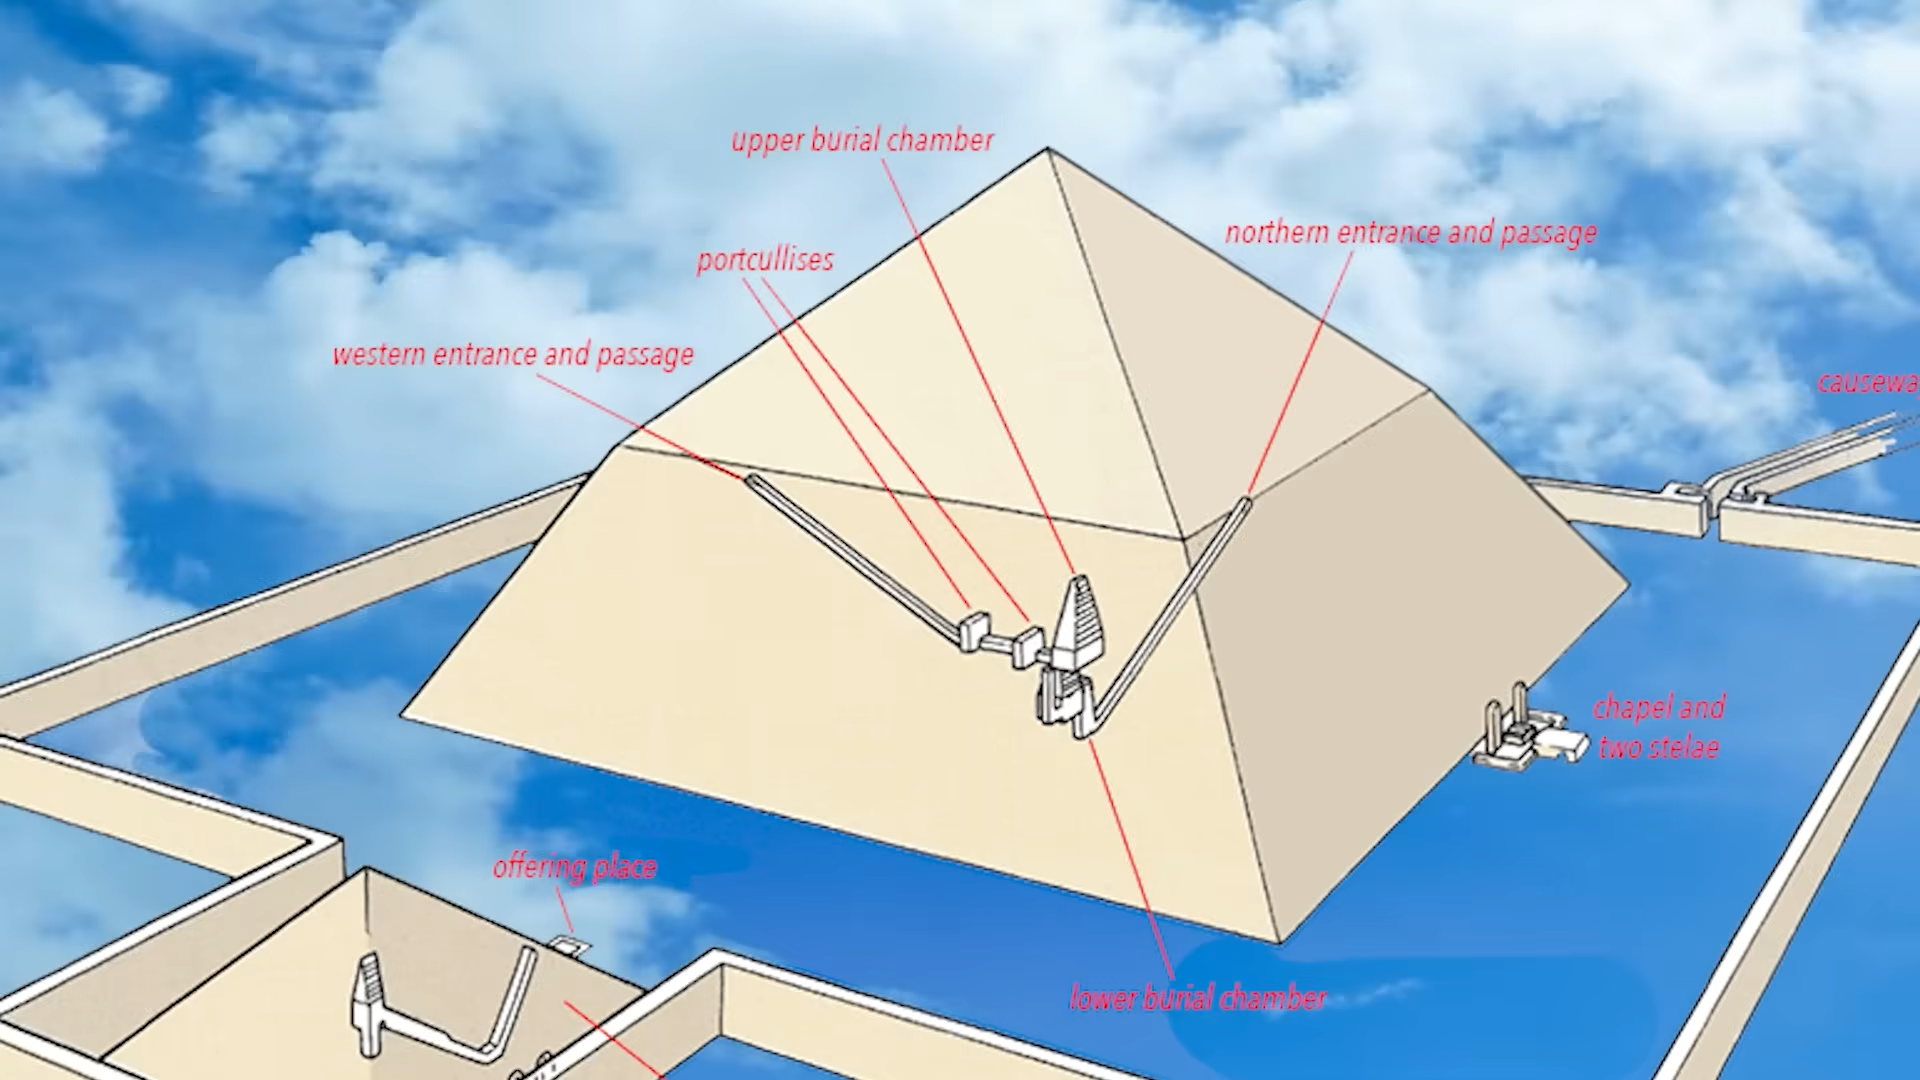 upper burial chamber
northern entrance and passage
portcullises
western entrance and passage
causewa
chapel and
two stelae
offering place
lower burial chamber